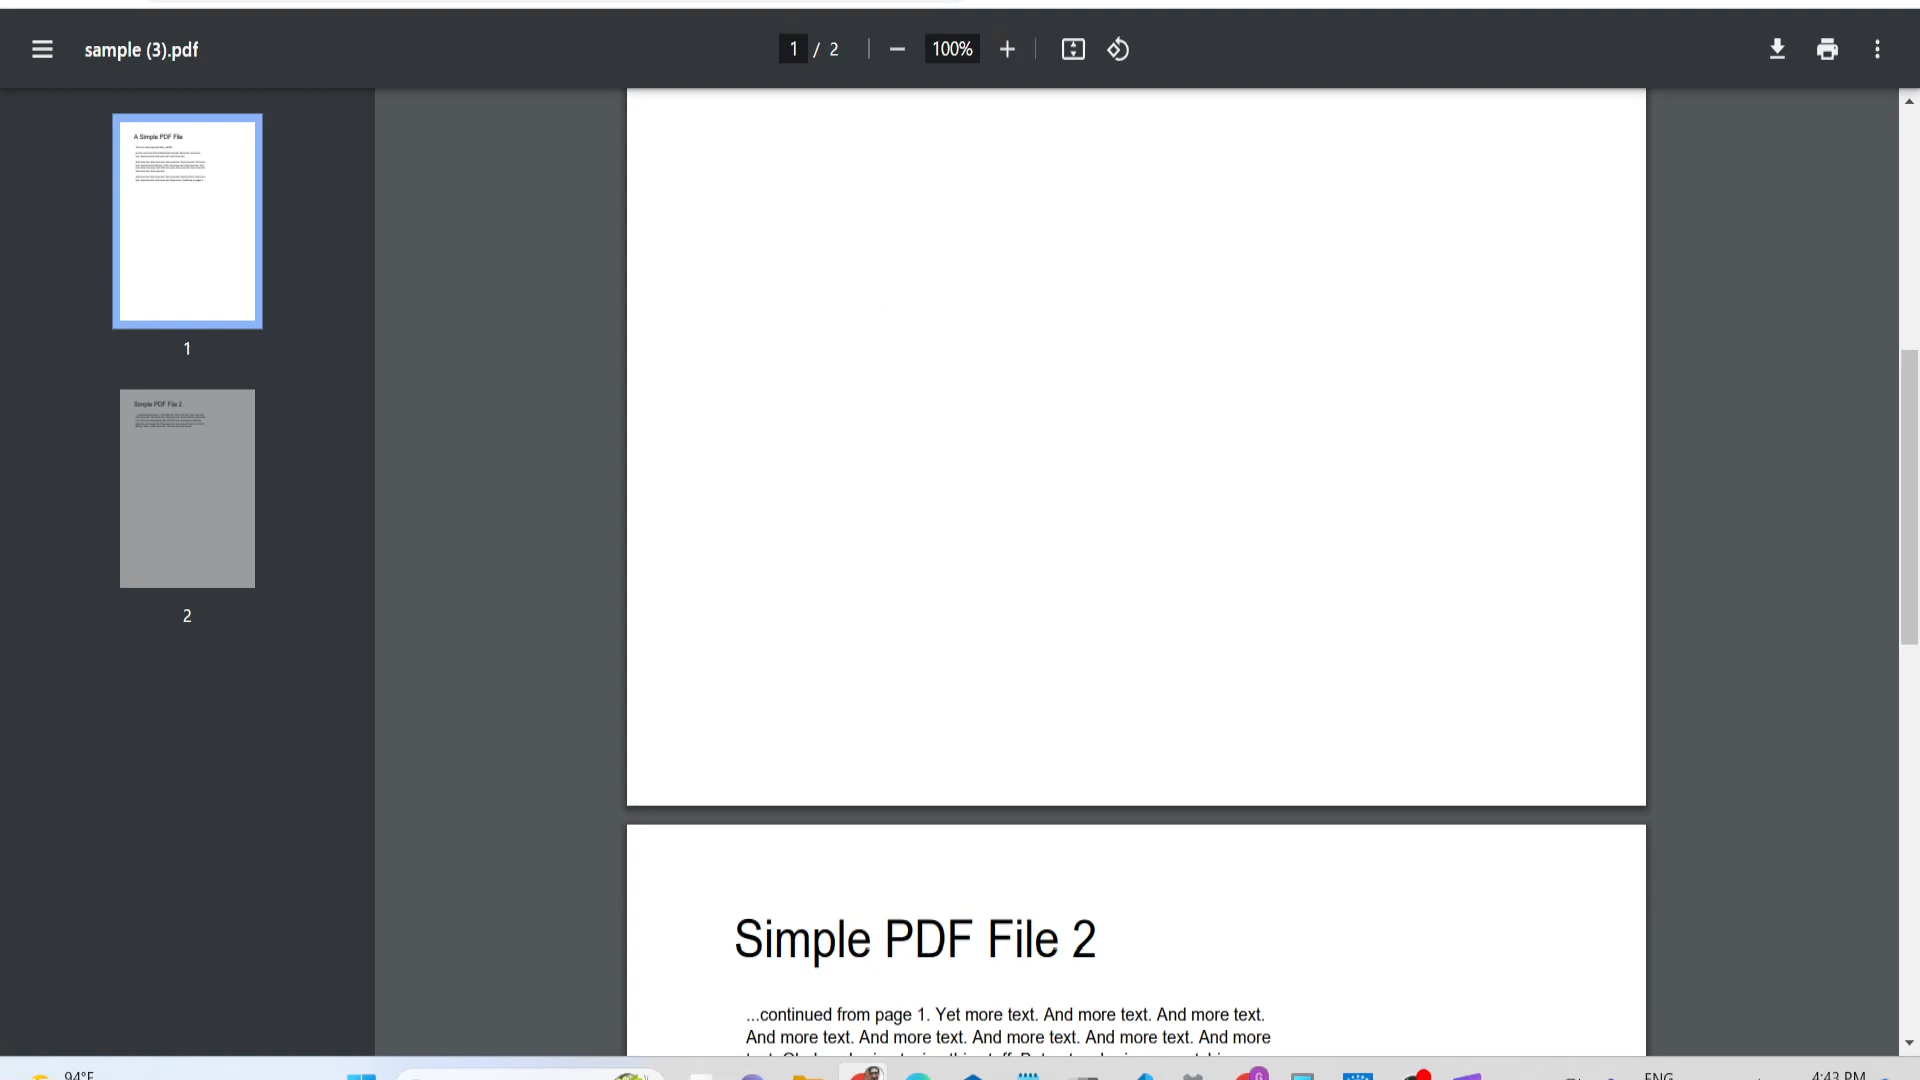 sample (3).pdf
1 / 2
100%
A Simple PDF File
1
Simple PDF File 2
2
Simple PDF File 2
...continued from page 1. Yet more text. And more text. And more text.
And more text. And more text. And more text. And more text. And more
94°F
ENG
4:43 PM